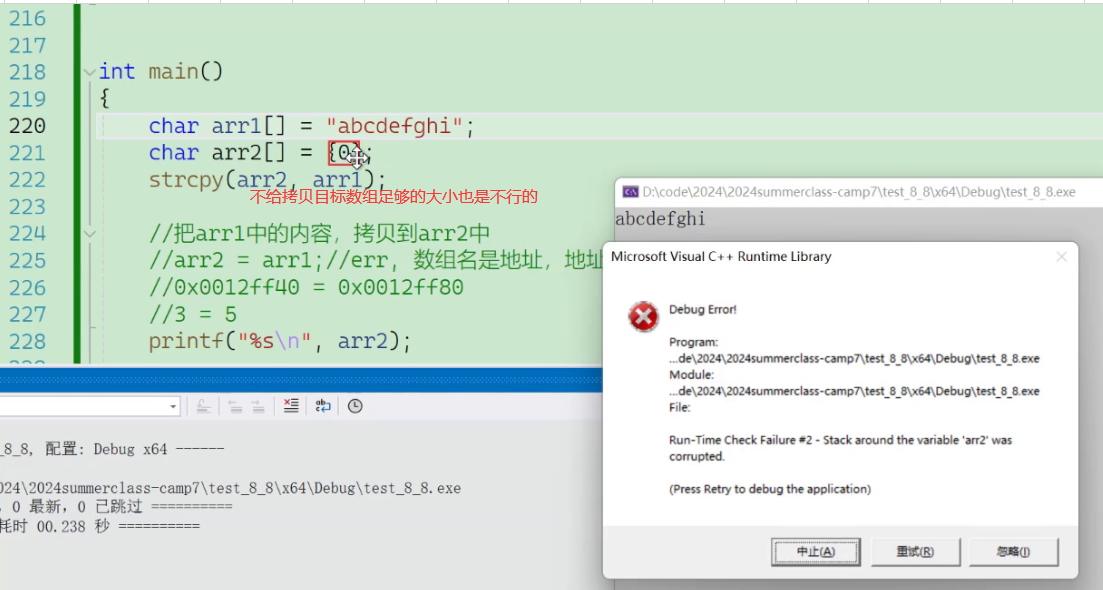 216
217
218 int main()
219 {
220 char arr1[] = "abcdefghi";
221 char arr2[] = {0};
222 strcpy(arr2, arr1);
不给拷贝目标数组足够的大小也是不行的
223
224 //把arr1中的内容，拷贝到arr2中
225 //arr2 = arr1;//err, 数组名是地址，地址
226 //0x0012ff40 = 0x0012ff80
227 //3 = 5
228 printf("%s\n", arr2);
D:\code\2024\2024summerclass-camp7\test_8_8\x64\Debug\test_8_8.exe
abcdefghi
Microsoft Visual C++ Runtime Library
Debug Error!
Program:
...de\2024\2024summerclass-camp7\test_8_8\x64\Debug\test_8_8.exe
Module:
...de\2024\2024summerclass-camp7\test_8_8\x64\Debug\test_8_8.exe
File:
Run-Time Check Failure #2 - Stack around the variable 'arr2' was
corrupted.
(Press Retry to debug the application)
中止(A) 重试(R) 忽略(I)
_8_8, 配置: Debug x64 ------
024\2024summerclass-camp7\test_8_8\x64\Debug\test_8_8.exe
，0 最新，0 已跳过 ==========
耗时 00.238 秒 ==========